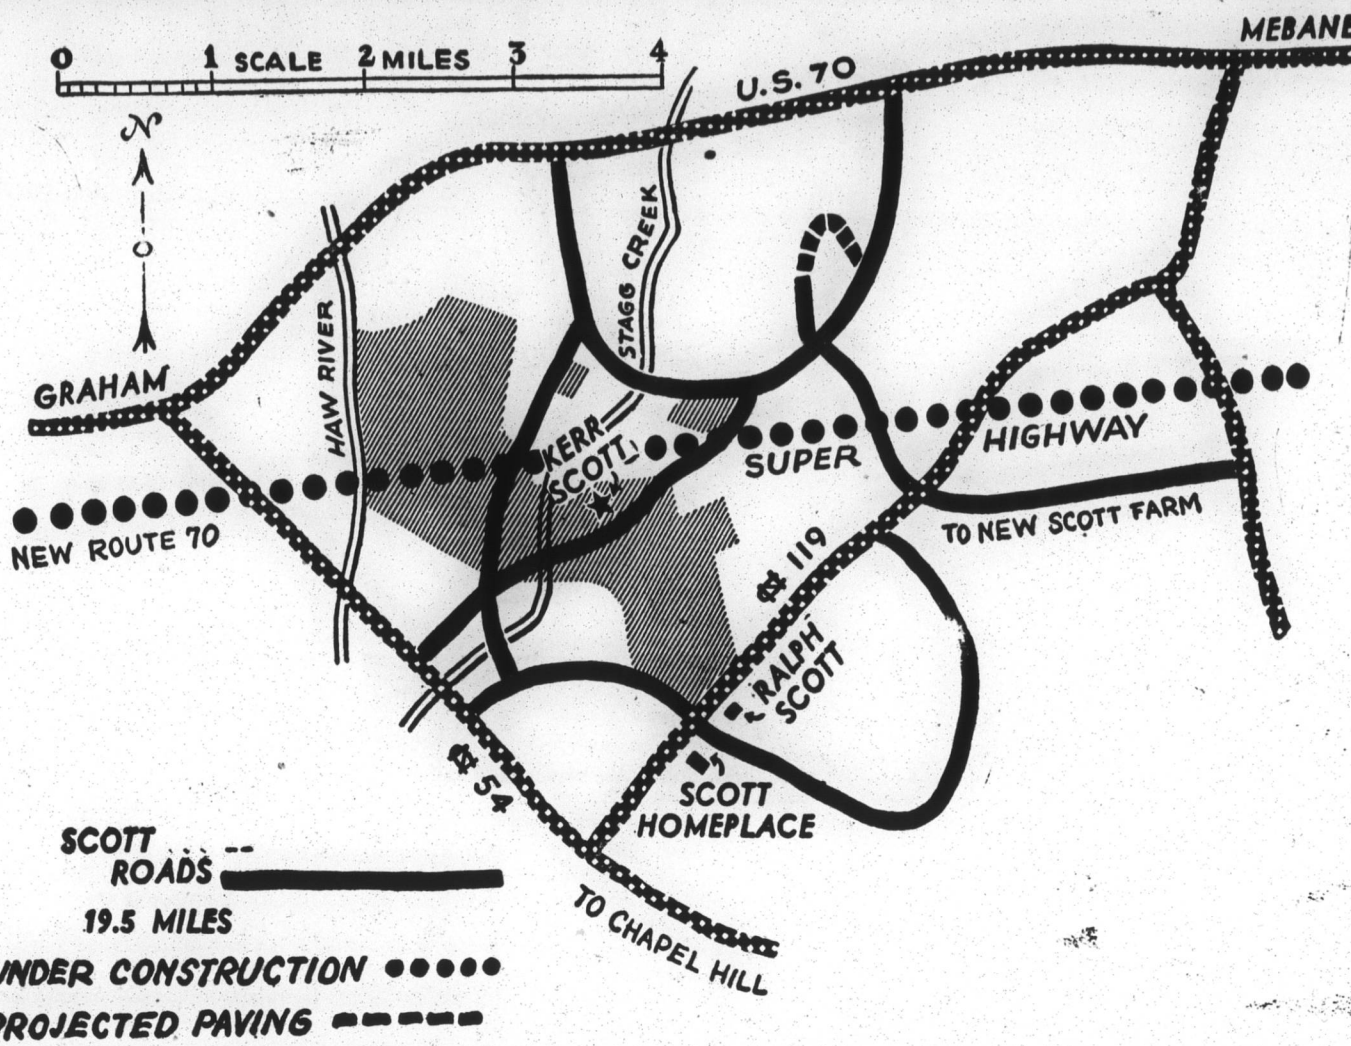 MEBANE
0 1 SCALE 2 MILES 3 4
U.S. 70
N
STAGG CREEK
HAW RIVER
GRAHAM
KERR
SCOTT
SUPER
HIGHWAY
NEW ROUTE 70
TO NEW SCOTT FARM
119
RALPH
SCOTT
54
SCOTT
HOMEPLACE
SCOTT
ROADS
19.5 MILES
TO CHAPEL HILL
UNDER CONSTRUCTION
PROJECTED PAVING